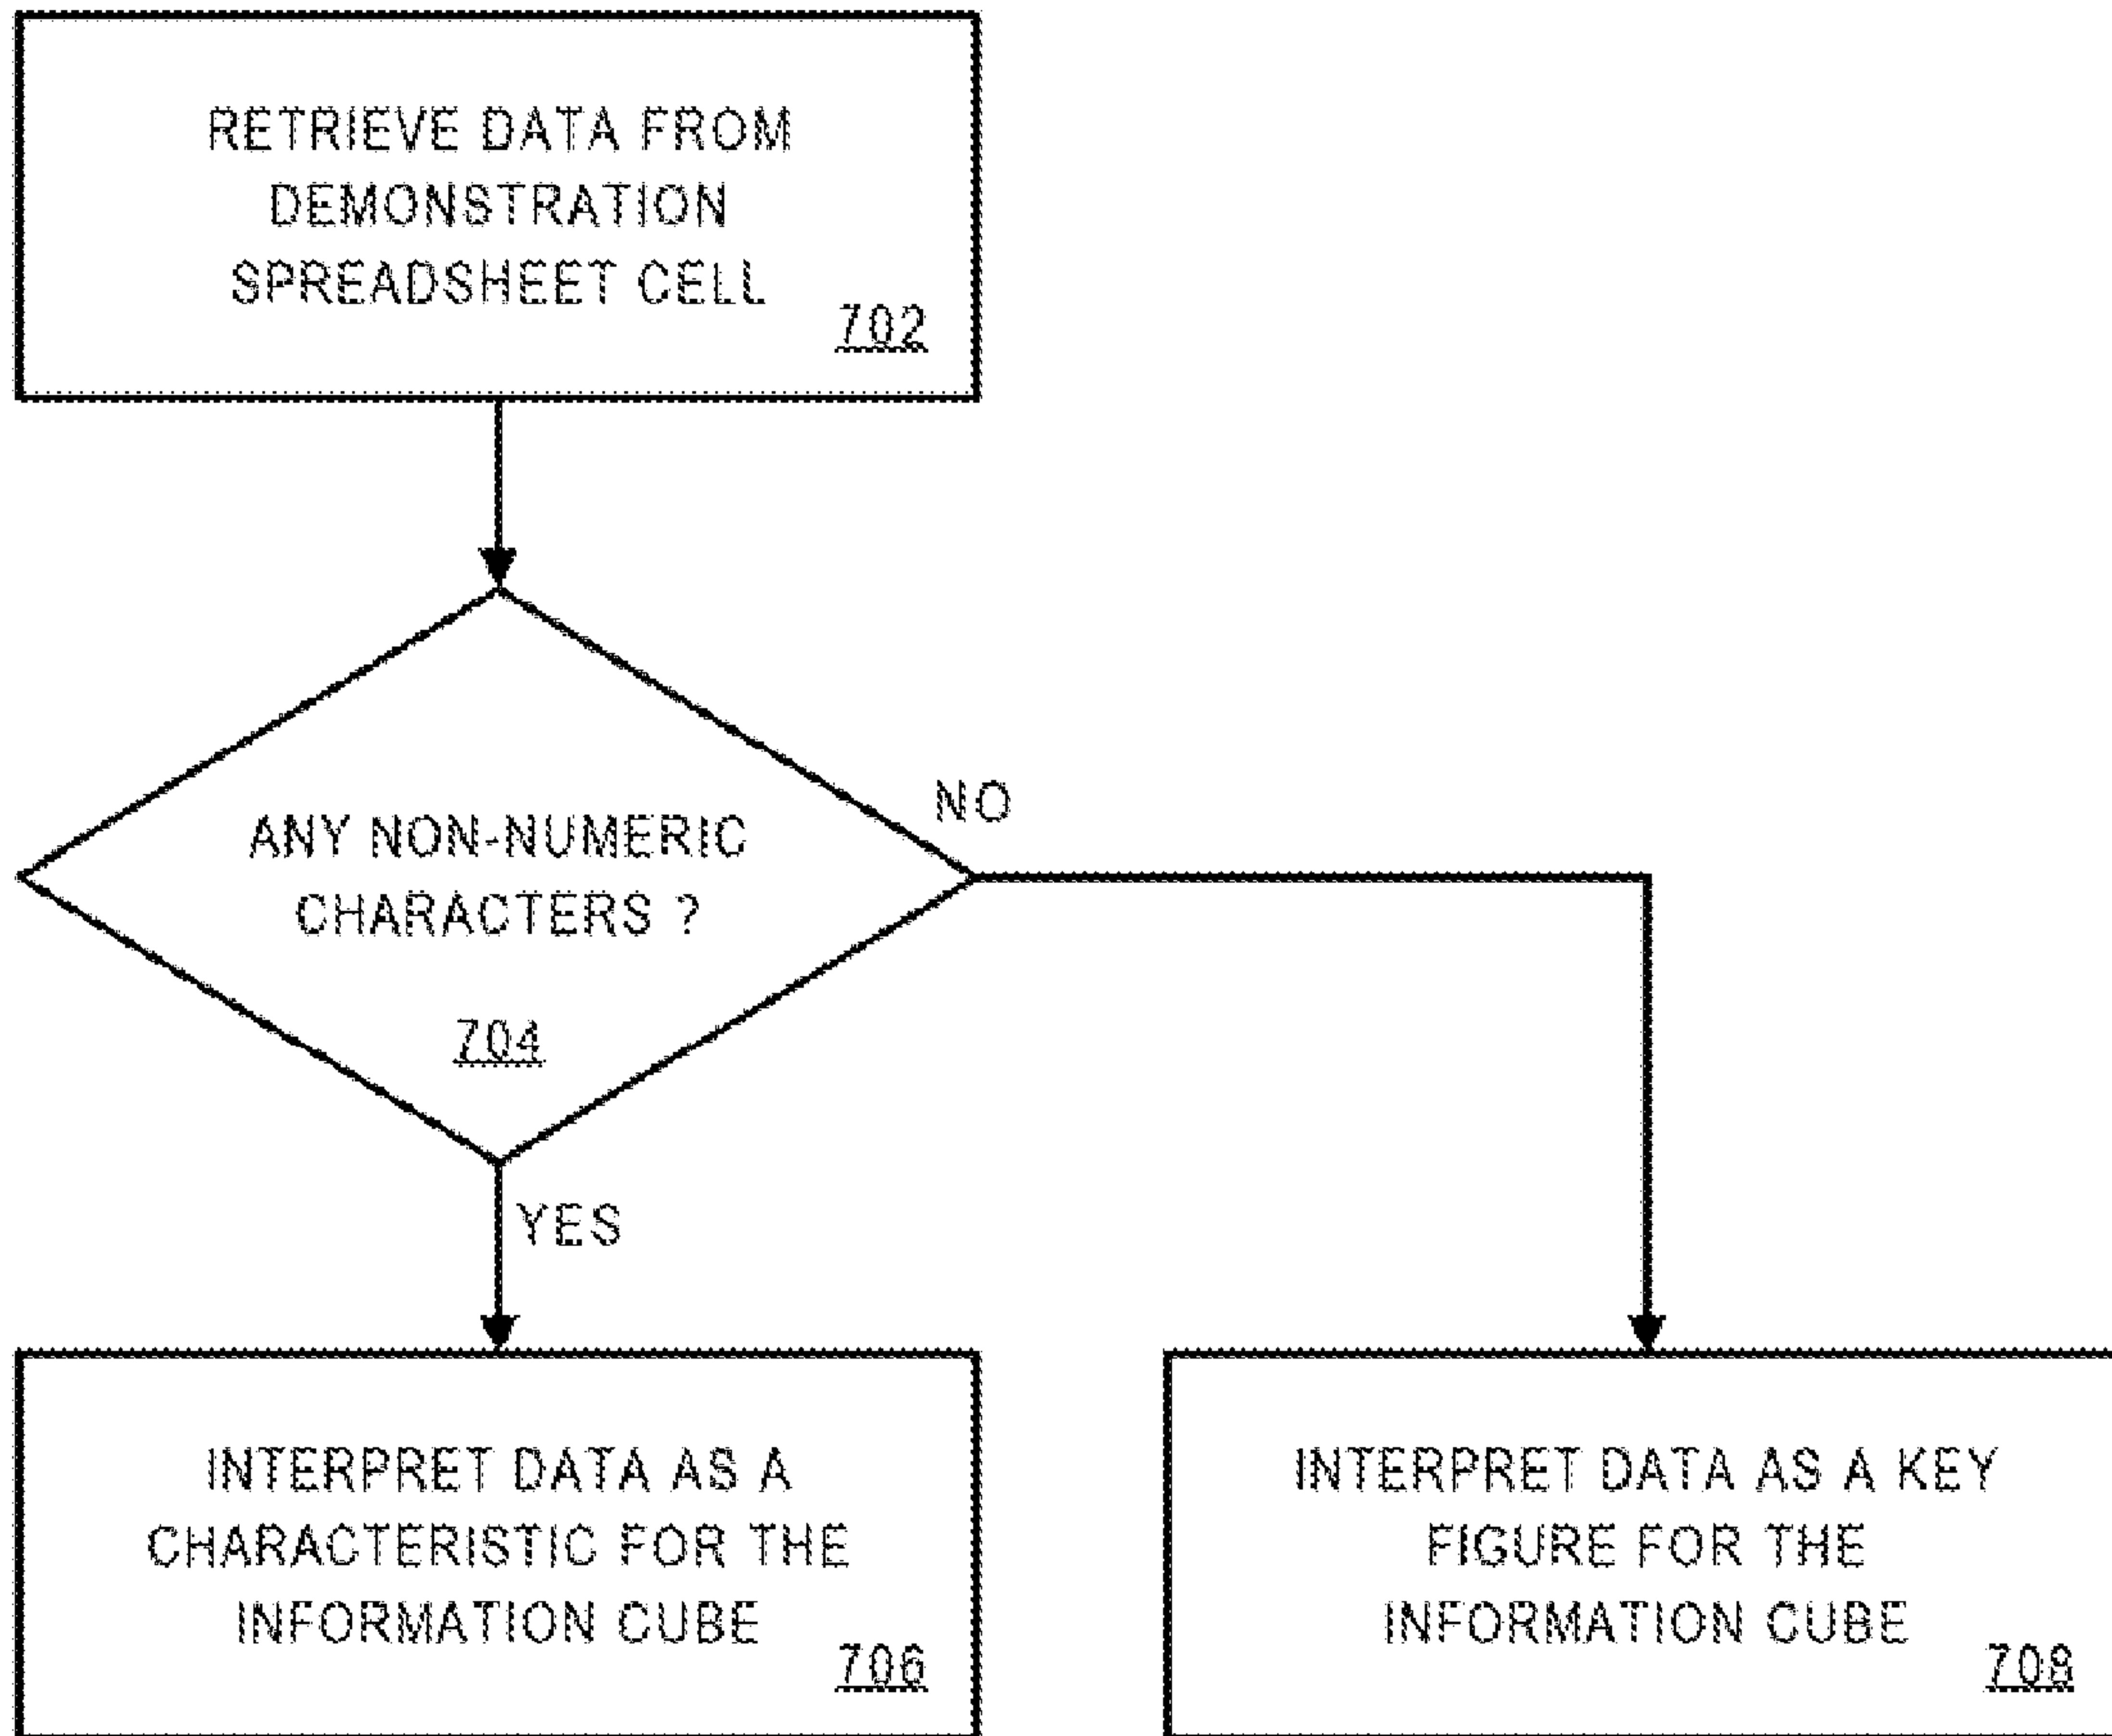 RETRIEVE DATA FROM
DEMONSTRATION
SPREADSHEET CELL
702
ANY NON-NUMERIC
CHARACTERS ?
704
NO
YES
INTERPRET DATA AS A
CHARACTERISTIC FOR THE
INFORMATION CUBE
706
INTERPRET DATA AS A KEY
FIGURE FOR THE
INFORMATION CUBE
708